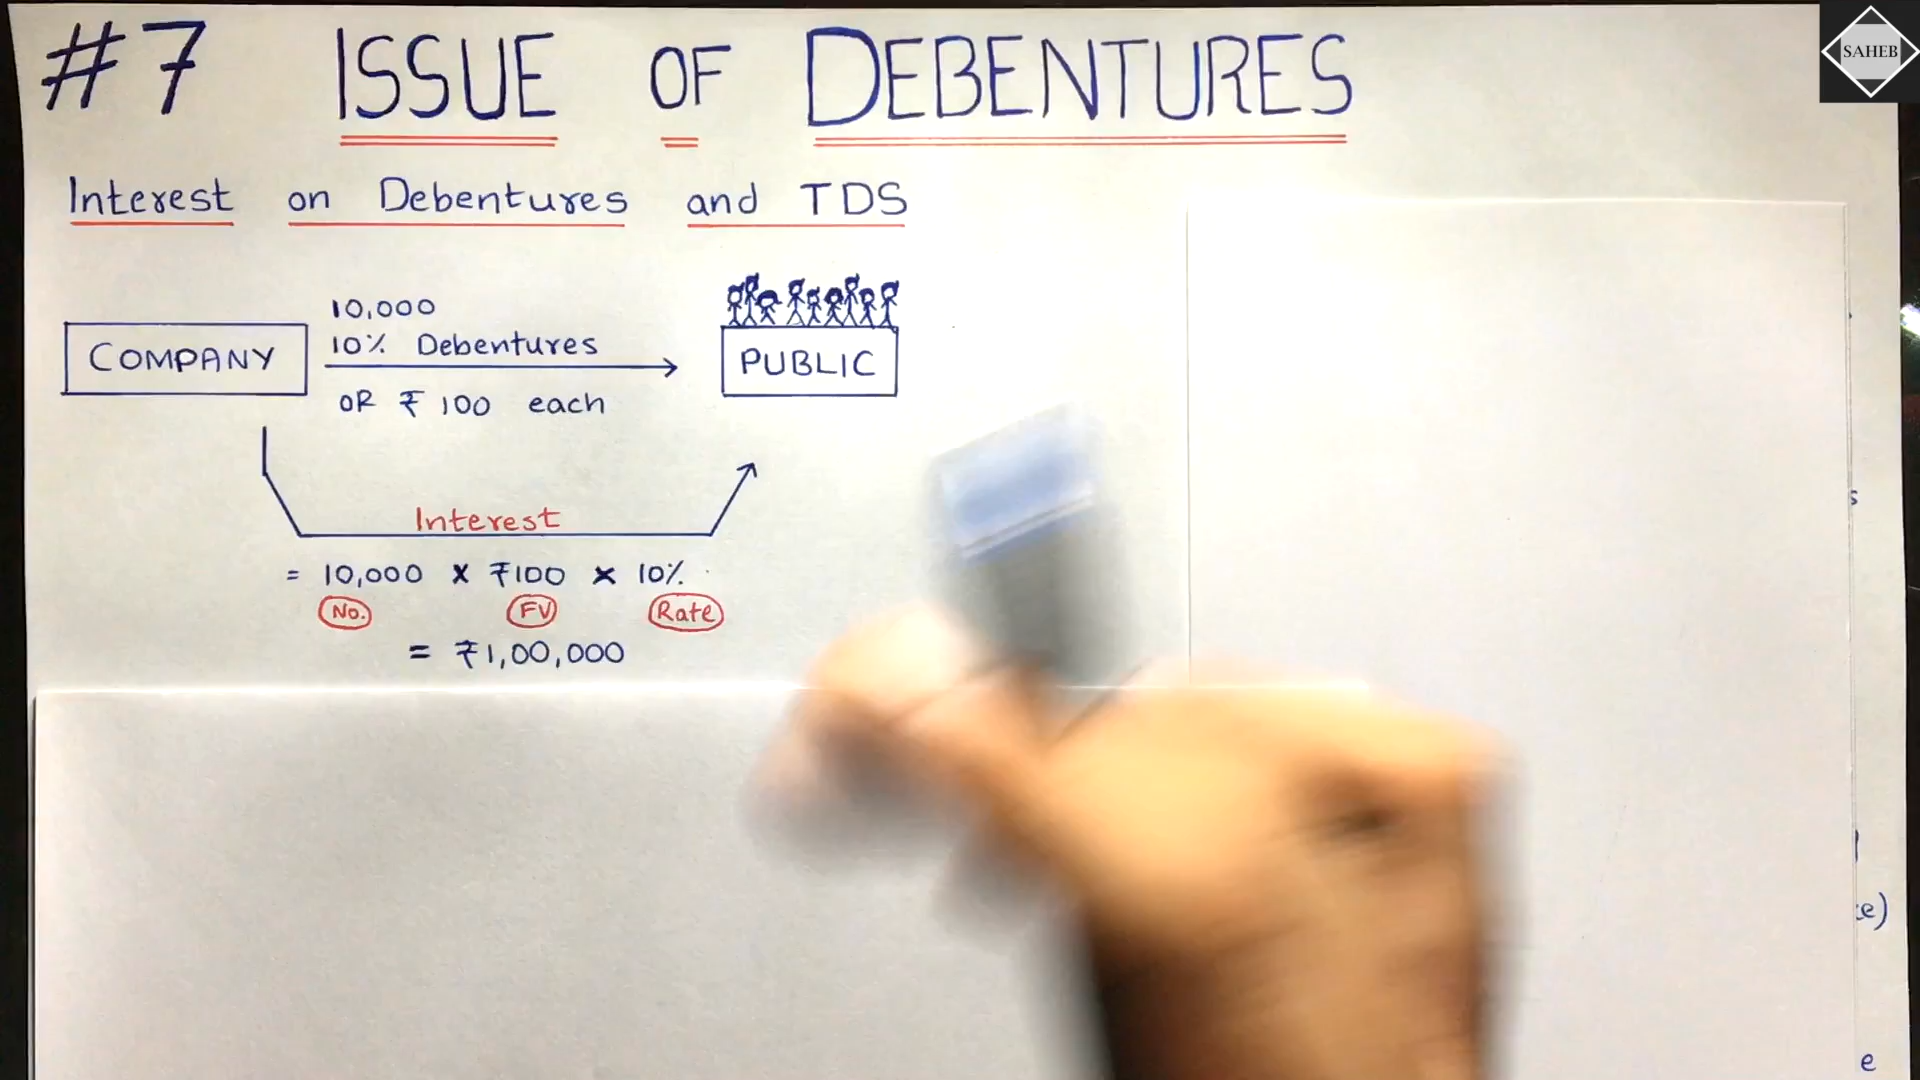 #7 ISSUE OF DEBENTURES
SAHEB
Interest on Debentures and TDS
10,000
10% Debentures
COMPANY
PUBLIC
OR ₹100 each
Interest
= 10,000 × ₹100 × 10%
No. FV Rate
= ₹1,00,000
s
e)
e